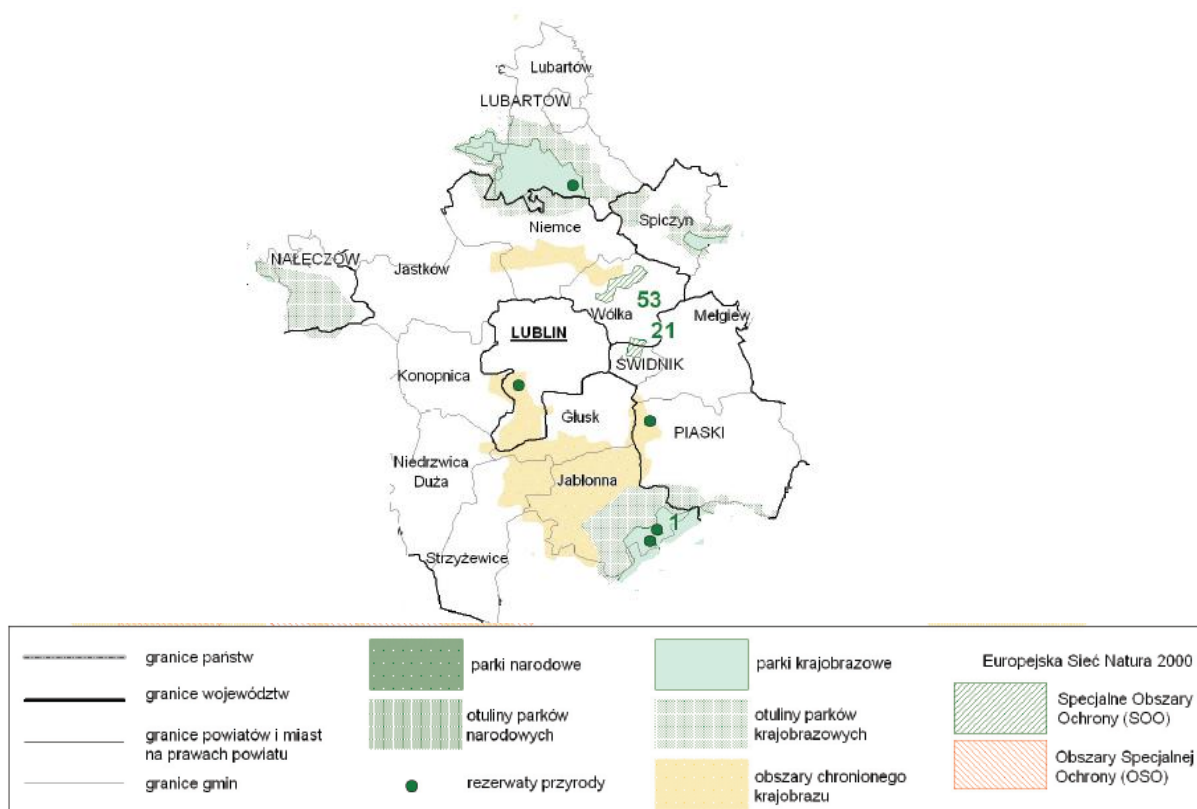 Lubartów
LUBARTÓW
Spiczyn
Niemce
NAŁĘCZÓW
Jastków
53
Wólka
Mełgiew
21
LUBLIN
ŚWIDNIK
Konopnica
Głusk
PIASKI
Niedrzwica
Duża
Jabłonna
1
Strzyżewice
granice państw
granice województw
granice powiatów i miast
na prawach powiatu
granice gmin
parki narodowe
otuliny parków
narodowych
rezerwaty przyrody
parki krajobrazowe
otuliny parków
krajobrazowych
obszary chronionego
krajobrazu
Europejska Sieć Natura 2000
Specjalne Obszary
Ochrony (SOO)
Obszary Specjalnej
Ochrony (OSO)